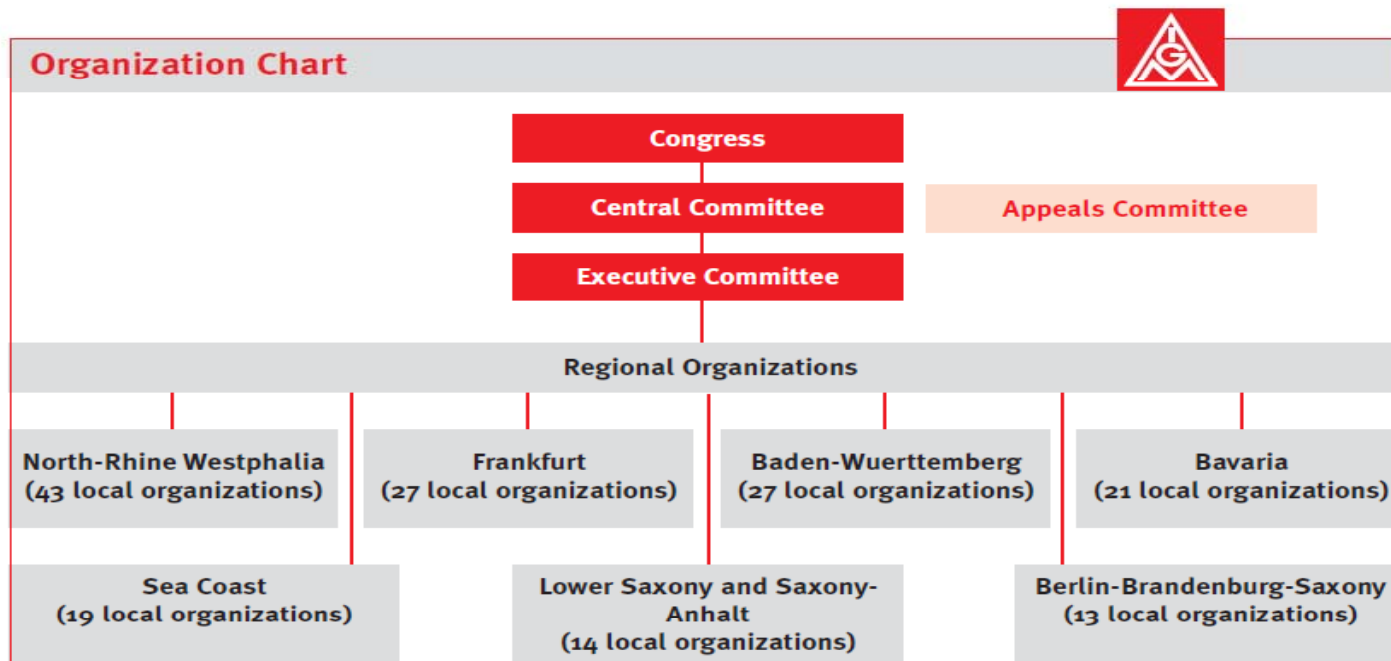 IGM
Organization Chart
Congress
Central Committee
Appeals Committee
Executive Committee
Regional Organizations
North-Rhine Westphalia
(43 local organizations)
Frankfurt
(27 local organizations)
Baden-Wuerttemberg
(27 local organizations)
Bavaria
(21 local organizations)
Sea Coast
(19 local organizations)
Lower Saxony and Saxony-
Anhalt
(14 local organizations)
Berlin-Brandenburg-Saxony
(13 local organizations)